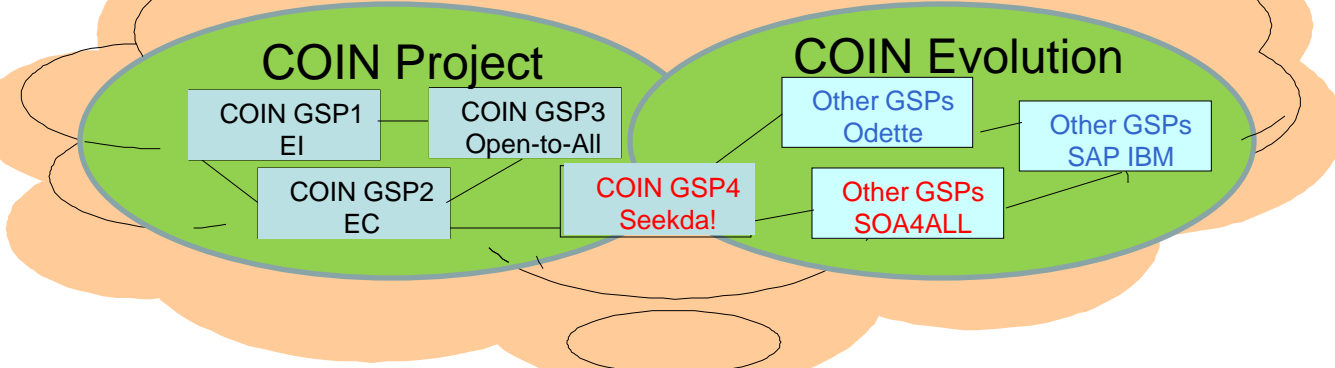 COIN Project
COIN GSP1
EI
COIN GSP3
Open-to-All
COIN GSP2
EC
COIN GSP4
Seekda!
COIN Evolution
Other GSPs
Odette
Other GSPs
SAP IBM
Other GSPs
SOA4ALL